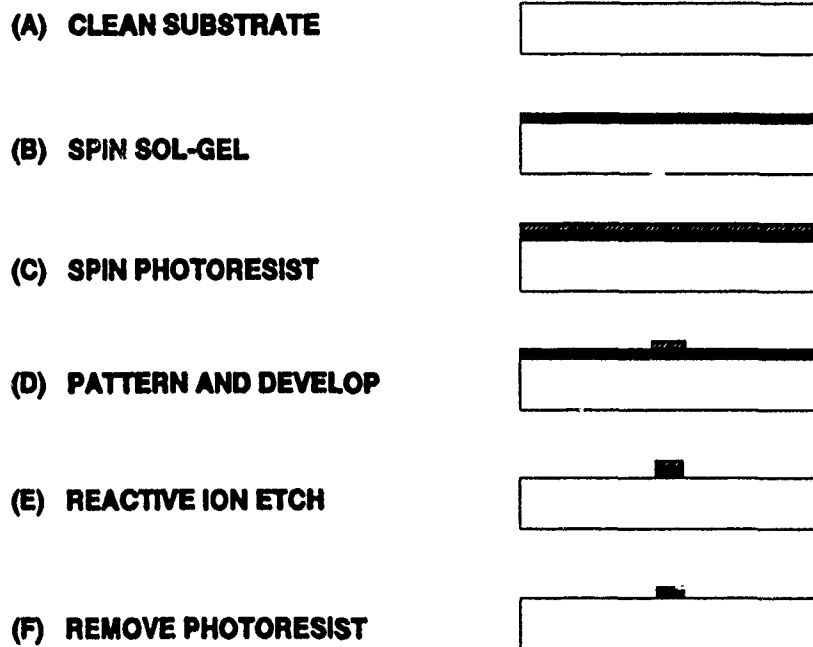 (A) CLEAN SUBSTRATE
(B) SPIN SOL-GEL
(C) SPIN PHOTORESIST
(D) PATTERN AND DEVELOP
(E) REACTIVE ION ETCH
(F) REMOVE PHOTORESIST